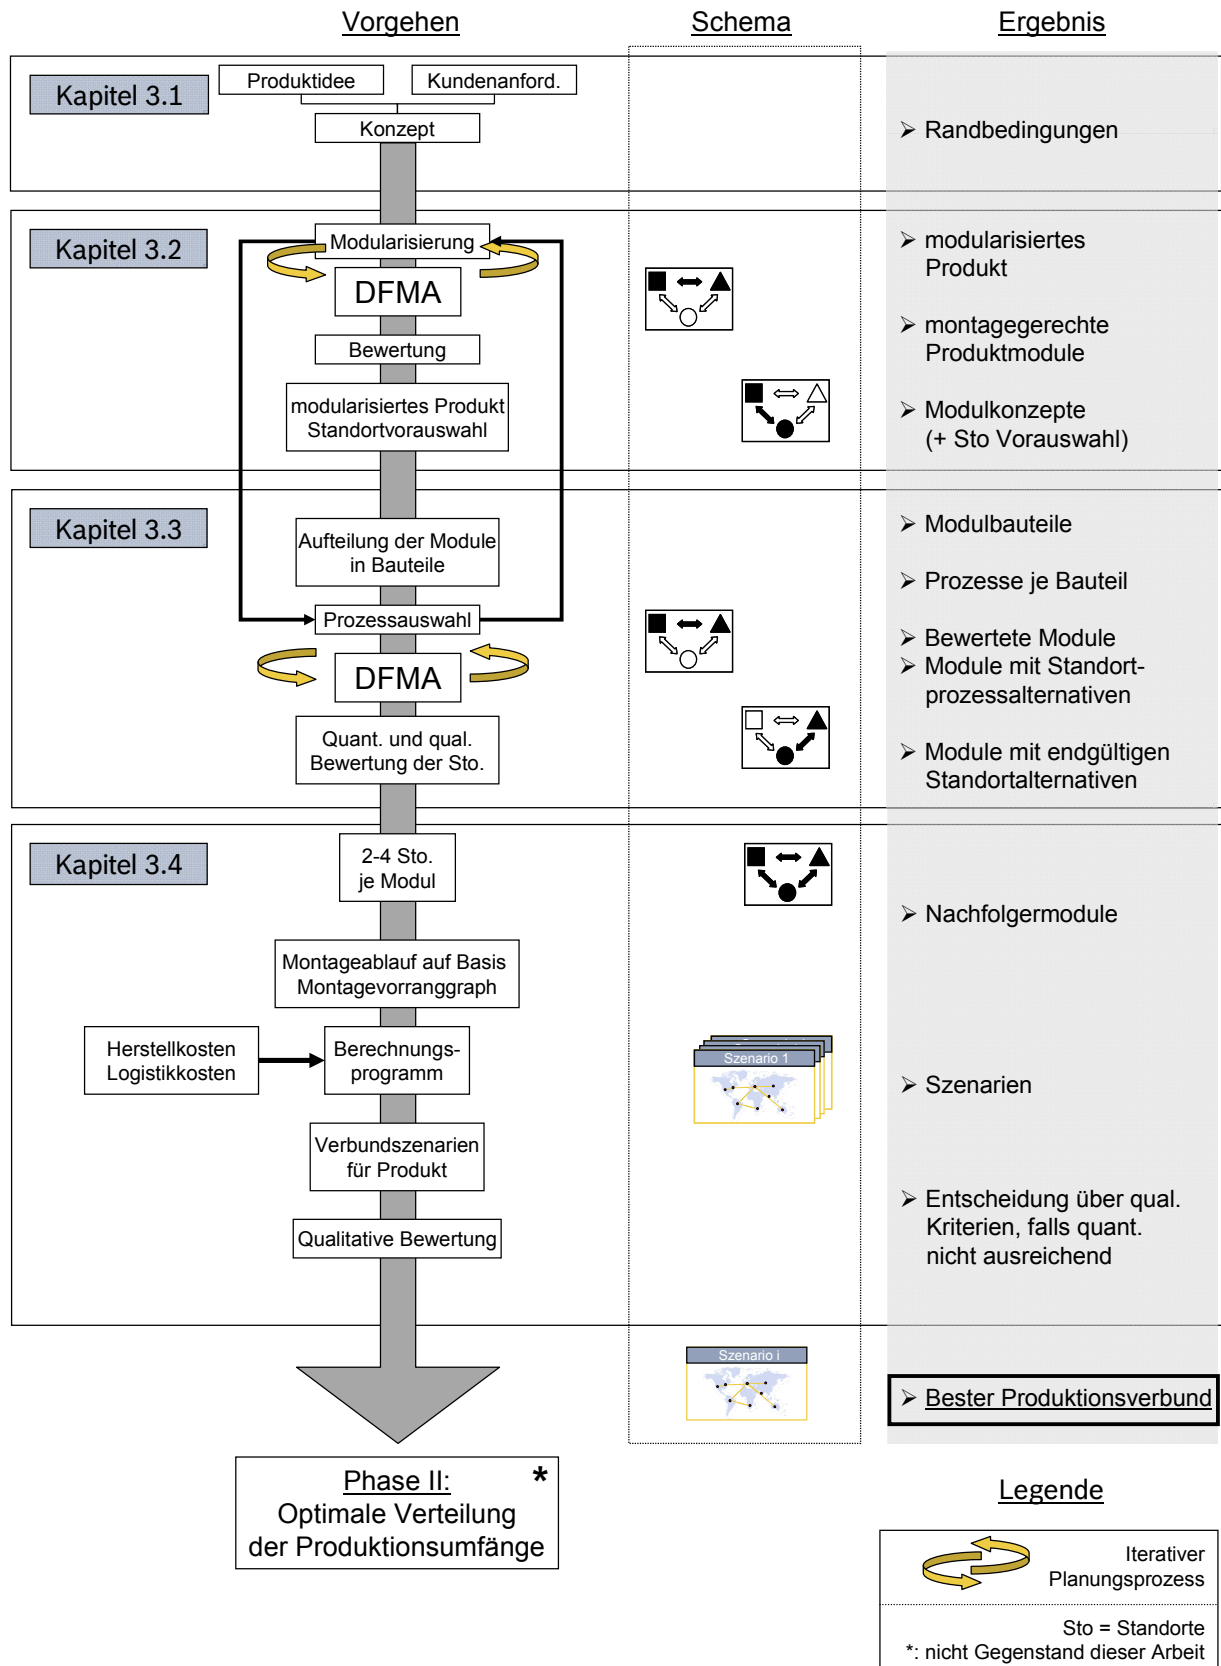 Vorgehen
Schema
Ergebnis
Kapitel 3.1
Produktidee
Kundenanford.
Konzept
➢ Randbedingungen
Kapitel 3.2
Modularisierung
DFMA
Bewertung
modularisiertes Produkt
Standortvorauswahl
➢ modularisiertes
Produkt
➢ montagegerechte
Produktmodule
➢ Modulkonzepte
(+ Sto Vorauswahl)
Kapitel 3.3
Aufteilung der Module
in Bauteile
Prozessauswahl
DFMA
Quant. und qual.
Bewertung der Sto.
➢ Modulbauteile
➢ Prozesse je Bauteil
➢ Bewertete Module
➢ Module mit Standort-
prozessalternativen
➢ Module mit endgültigen
Standortalternativen
Kapitel 3.4
2-4 Sto.
je Modul
Montageablauf auf Basis
Montagevorranggraph
Herstellkosten
Logistikkosten
Berechnungs-
programm
Verbundszenarien
für Produkt
Qualitative Bewertung
Szenario 1
➢ Nachfolgermodule
➢ Szenarien
➢ Entscheidung über qual.
Kriterien, falls quant.
nicht ausreichend
Szenario i
➢ Bester Produktionsverbund
Phase II: *
Optimale Verteilung
der Produktionsumfänge
Legende
Iterativer
Planungsprozess
Sto = Standorte
*: nicht Gegenstand dieser Arbeit